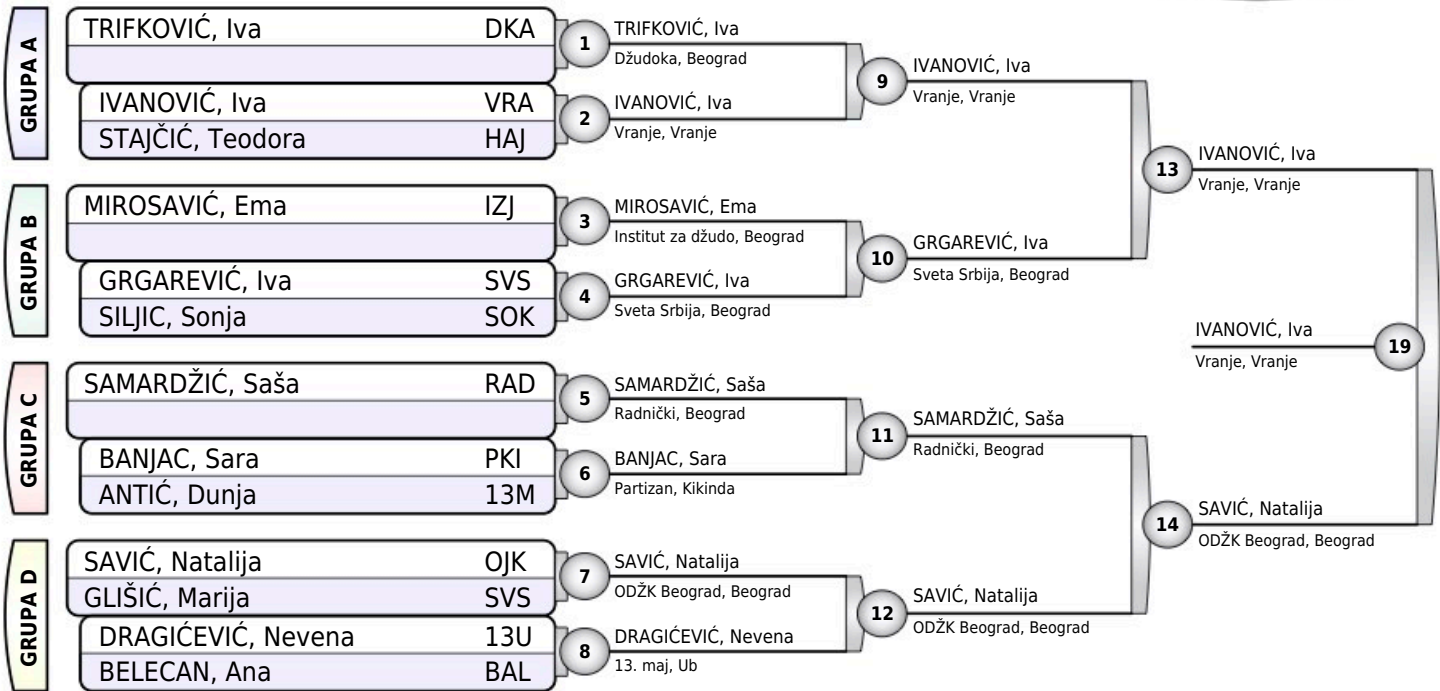 GRUPA A
TRIFKOVIĆ, Iva DKA
IVANOVIĆ, Iva VRA
STAJČIĆ, Teodora HAJ
GRUPA B
MIROSAVIĆ, Ema IZJ
GRGAREVIĆ, Iva SVS
SILJIC, Sonja SOK
GRUPA C
SAMARDŽIĆ, Saša RAD
BANJAC, Sara PKI
ANTIĆ, Dunja 13M
GRUPA D
SAVIĆ, Natalija OJK
GLIŠIĆ, Marija SVS
DRAGIĆEVIĆ, Nevena 13U
BELECAN, Ana BAL
1
TRIFKOVIĆ, Iva
Džudoka, Beograd
2
IVANOVIĆ, Iva
Vranje, Vranje
3
MIROSAVIĆ, Ema
Institut za džudo, Beograd
4
GRGAREVIĆ, Iva
Sveta Srbija, Beograd
5
SAMARDŽIĆ, Saša
Radnički, Beograd
6
BANJAC, Sara
Partizan, Kikinda
7
SAVIĆ, Natalija
ODŽK Beograd, Beograd
8
DRAGIĆEVIĆ, Nevena
13. maj, Ub
9
IVANOVIĆ, Iva
Vranje, Vranje
10
GRGAREVIĆ, Iva
Sveta Srbija, Beograd
11
SAMARDŽIĆ, Saša
Radnički, Beograd
12
SAVIĆ, Natalija
ODŽK Beograd, Beograd
13
IVANOVIĆ, Iva
Vranje, Vranje
14
SAVIĆ, Natalija
ODŽK Beograd, Beograd
IVANOVIĆ, Iva
Vranje, Vranje
19